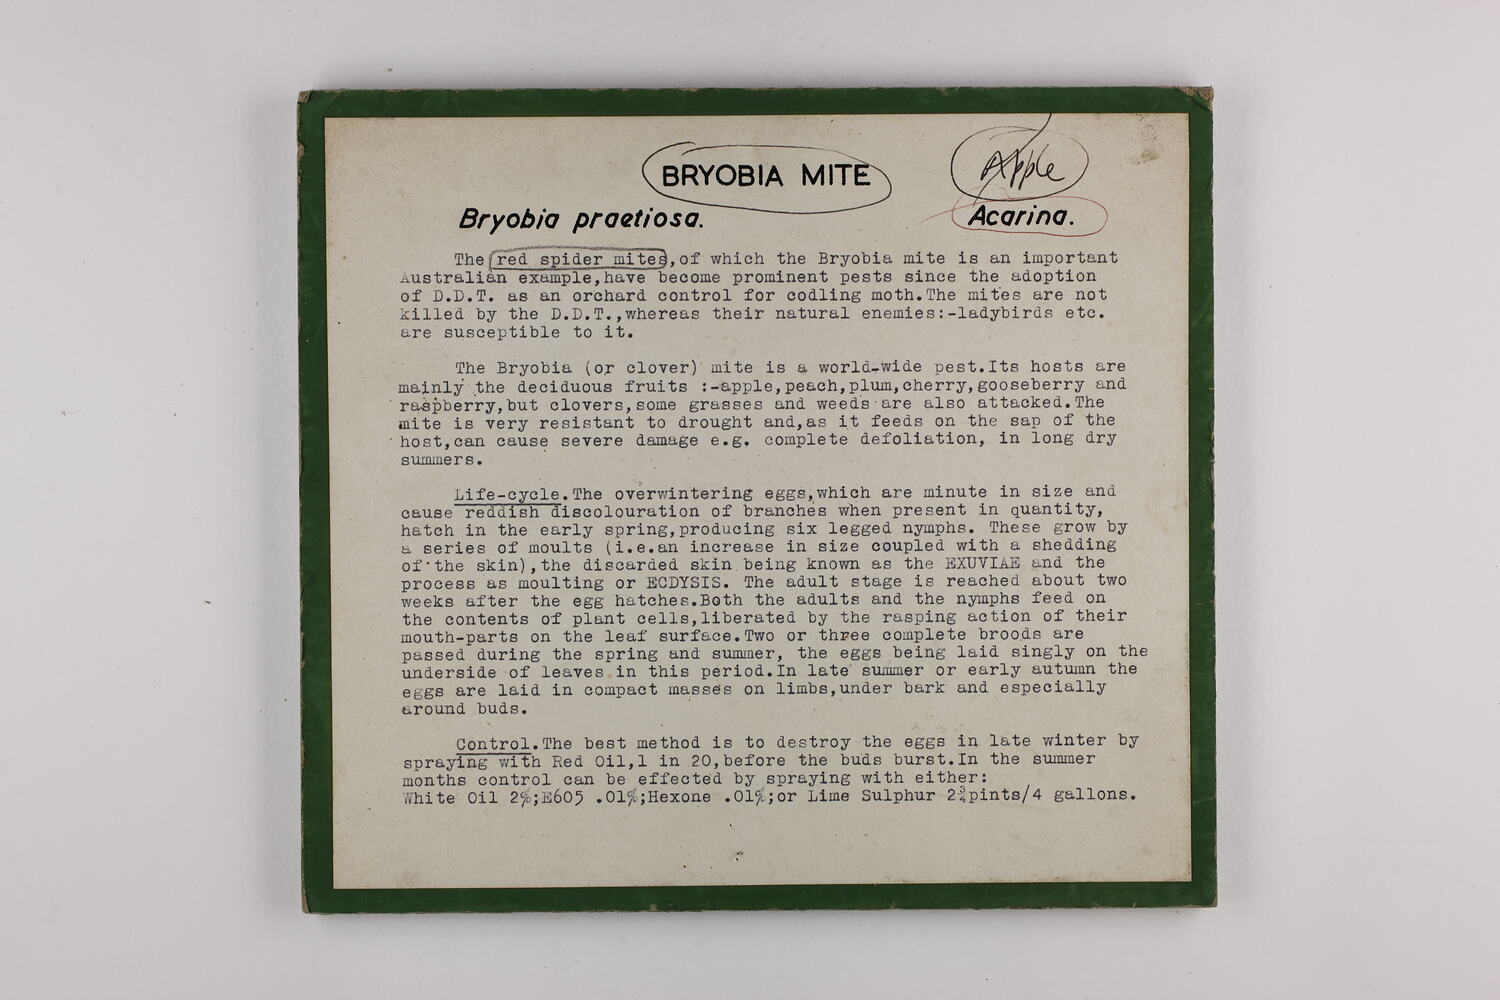 BRYOBIA MITE
Apple
Bryobia praetiosa.
Acarina.
The red spider mites,of which the Bryobia mite is an important
Australian example,have become prominent pests since the adoption
of D.D.T. as an orchard control for codling moth.The mites are not
killed by the D.D.T.,whereas their natural enemies:-ladybirds etc.
are susceptible to it.
The Bryobia (or clover) mite is a world-wide pest.Its hosts are
mainly the deciduous fruits :-apple,peach,plum,cherry,gooseberry and
raspberry,but clovers,some grasses and weeds are also attacked.The
mite is very resistant to drought and,as it feeds on the sap of the
host,can cause severe damage e.g. complete defoliation, in long dry
summers.
Life-cycle.The overwintering eggs,which are minute in size and
cause reddish discolouration of branches when present in quantity,
hatch in the early spring,producing six legged nymphs. These grow by
a series of moults (i.e.an increase in size coupled with a shedding
of the skin),the discarded skin being known as the EXUVIAE and the
process as moulting or ECDYSIS. The adult stage is reached about two
weeks after the egg hatches.Both the adults and the nymphs feed on
the contents of plant cells,liberated by the rasping action of their
mouth-parts on the leaf surface.Two or three complete broods are
passed during the spring and summer, the eggs being laid singly on the
underside of leaves in this period.In late summer or early autumn the
eggs are laid in compact masses on limbs,under bark and especially
around buds.
Control.The best method is to destroy the eggs in late winter by
spraying with Red Oil,1 in 20,before the buds burst.In the summer
months control can be effected by spraying with either:
White Oil 2%;E605 .01%;Hexone .01%;or Lime Sulphur 2¾pints/4 gallons.